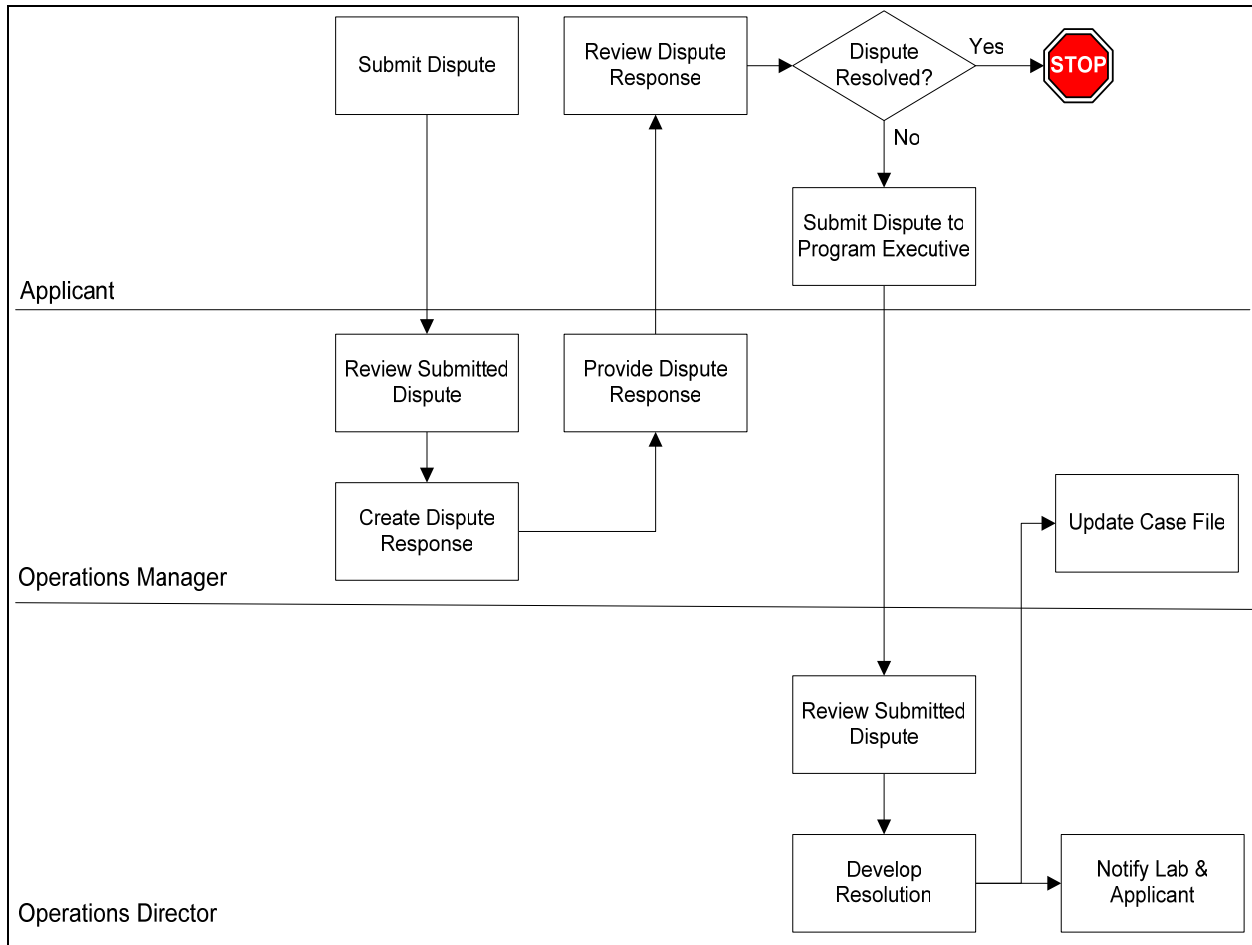 Submit Dispute
Review Dispute
Response
Dispute
Resolved?
Yes
STOP
No
Submit Dispute to
Program Executive
Applicant
Review Submitted
Dispute
Provide Dispute
Response
Create Dispute
Response
Update Case File
Operations Manager
Review Submitted
Dispute
Develop
Resolution
Notify Lab &
Applicant
Operations Director